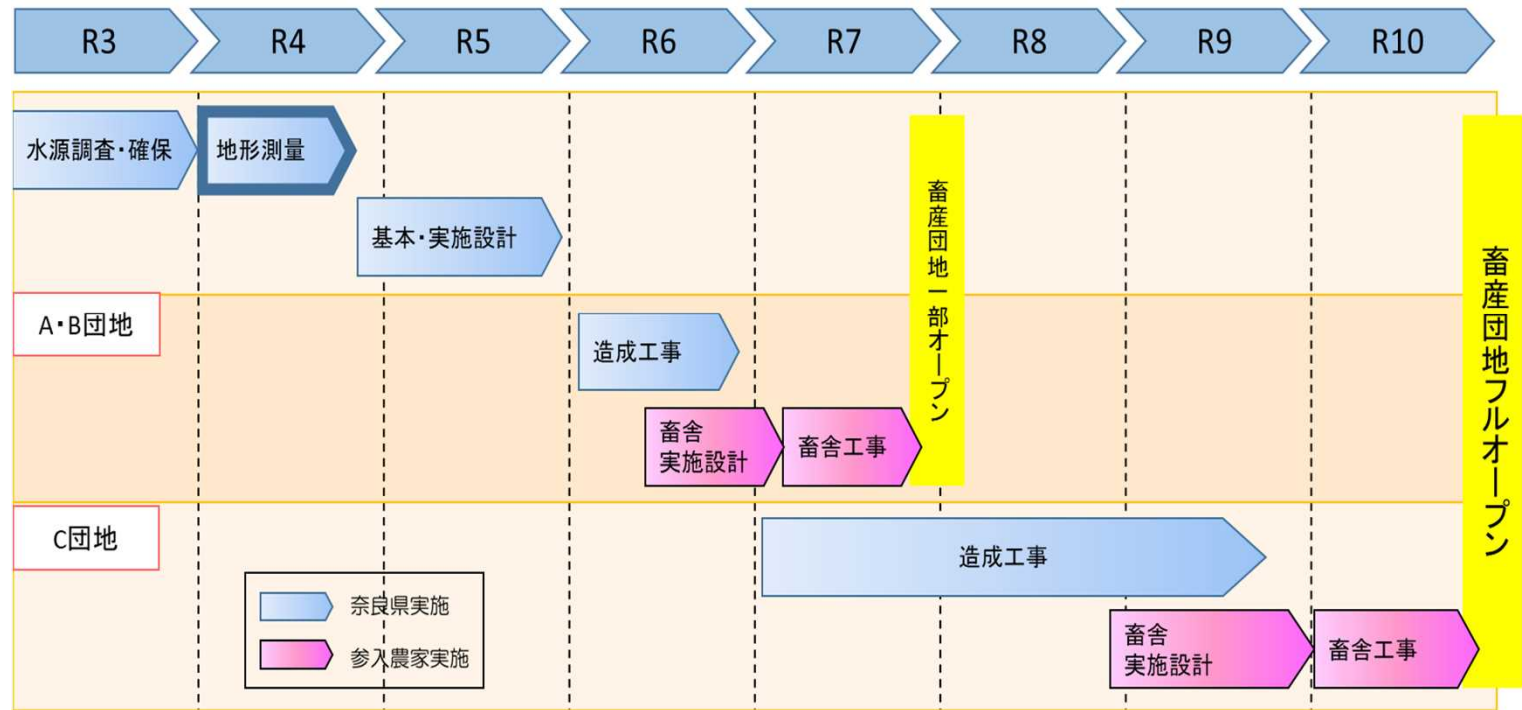 R3
R4
R5
R6
R7
R8
R9
R10
水源調査・確保
地形測量
基本・実施設計
畜産団地一部オープン
畜産団地フルオープン
A・B団地
造成工事
畜舎
実施設計
畜舎工事
C団地
造成工事
畜舎
実施設計
畜舎工事
奈良県実施
参入農家実施